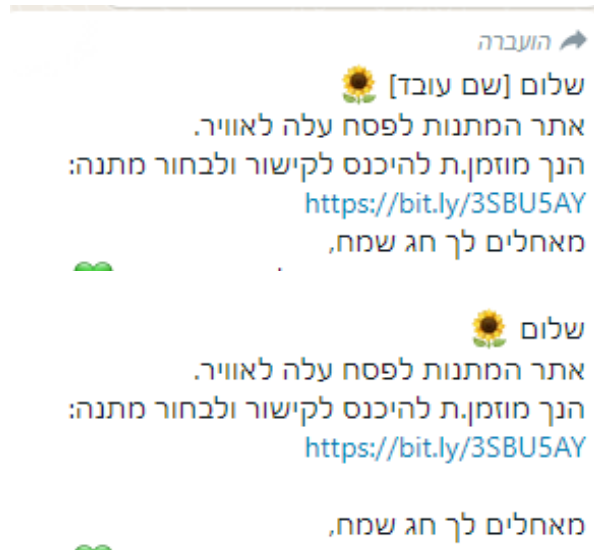 הועברה
שלום [שם עובד] 🌻
אתר המתנות לפסח עלה לאוויר.
הנך מוזמן.ת להיכנס לקישור ולבחור מתנה:
https://bit.ly/3SBU5AY
מאחלים לך חג שמח,
שלום 🌻
אתר המתנות לפסח עלה לאוויר.
הנך מוזמן.ת להיכנס לקישור ולבחור מתנה:
https://bit.ly/3SBU5AY
מאחלים לך חג שמח,